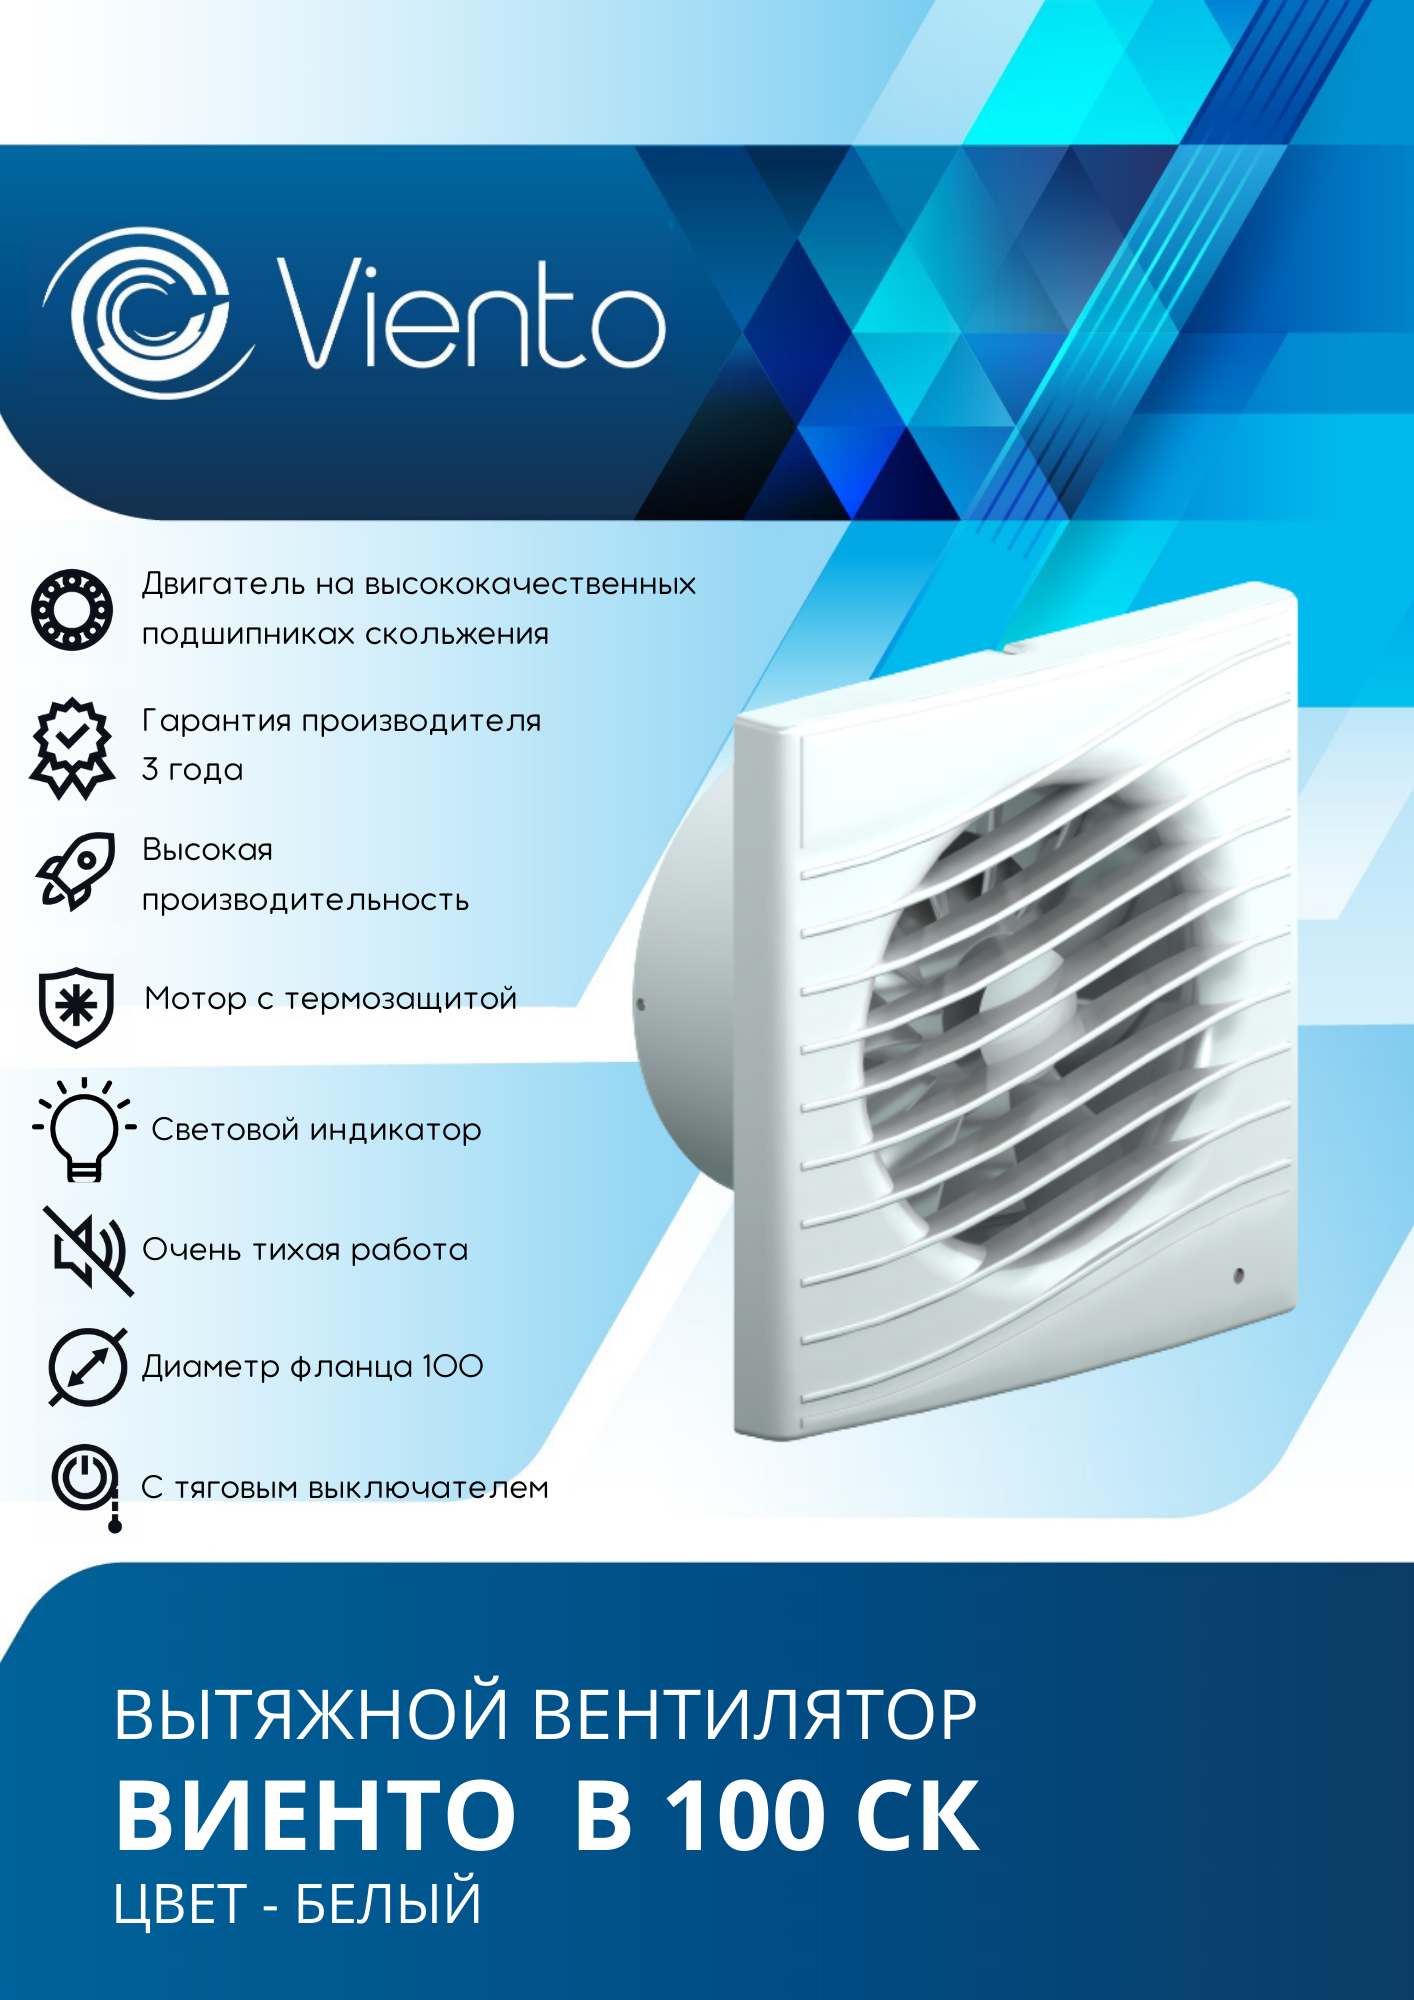 Viento
Двигатель на высококачественных
подшипниках скольжения
Гарантия производителя
3 года
Высокая
производительность
Мотор с термозащитой
Световой индикатор
Очень тихая работа
Диаметр фланца 100
С тяговым выключателем
ВЫТЯЖНОЙ ВЕНТИЛЯТОР
ВИЕНТО В 100 СК
ЦВЕТ - БЕЛЫЙ